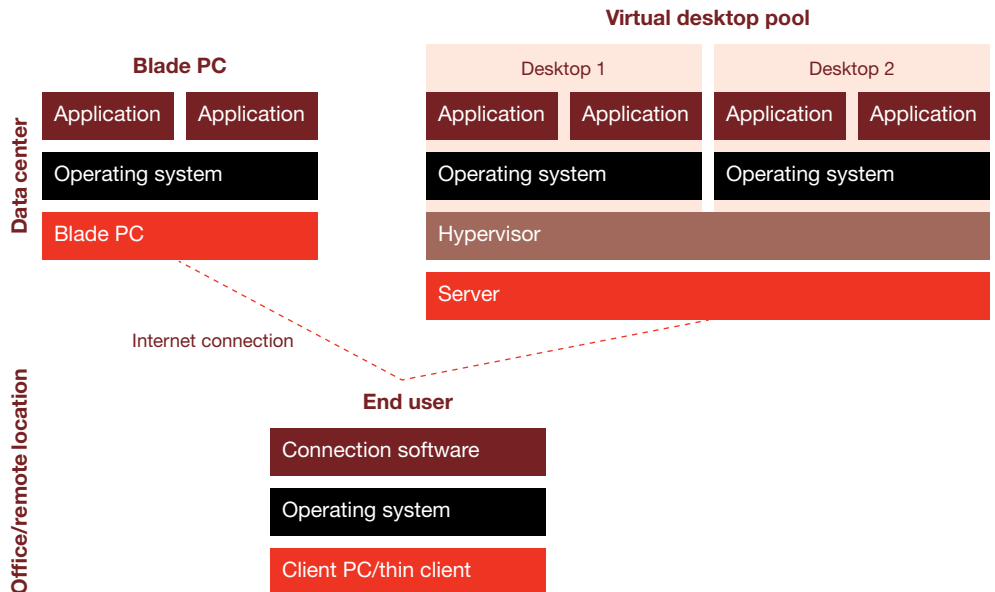 Virtual desktop pool
Blade PC
Desktop 1
Desktop 2
Data center
Application
Application
Application
Application
Application
Application
Operating system
Operating system
Operating system
Blade PC
Hypervisor
Server
Internet connection
Office/remote location
End user
Connection software
Operating system
Client PC/thin client